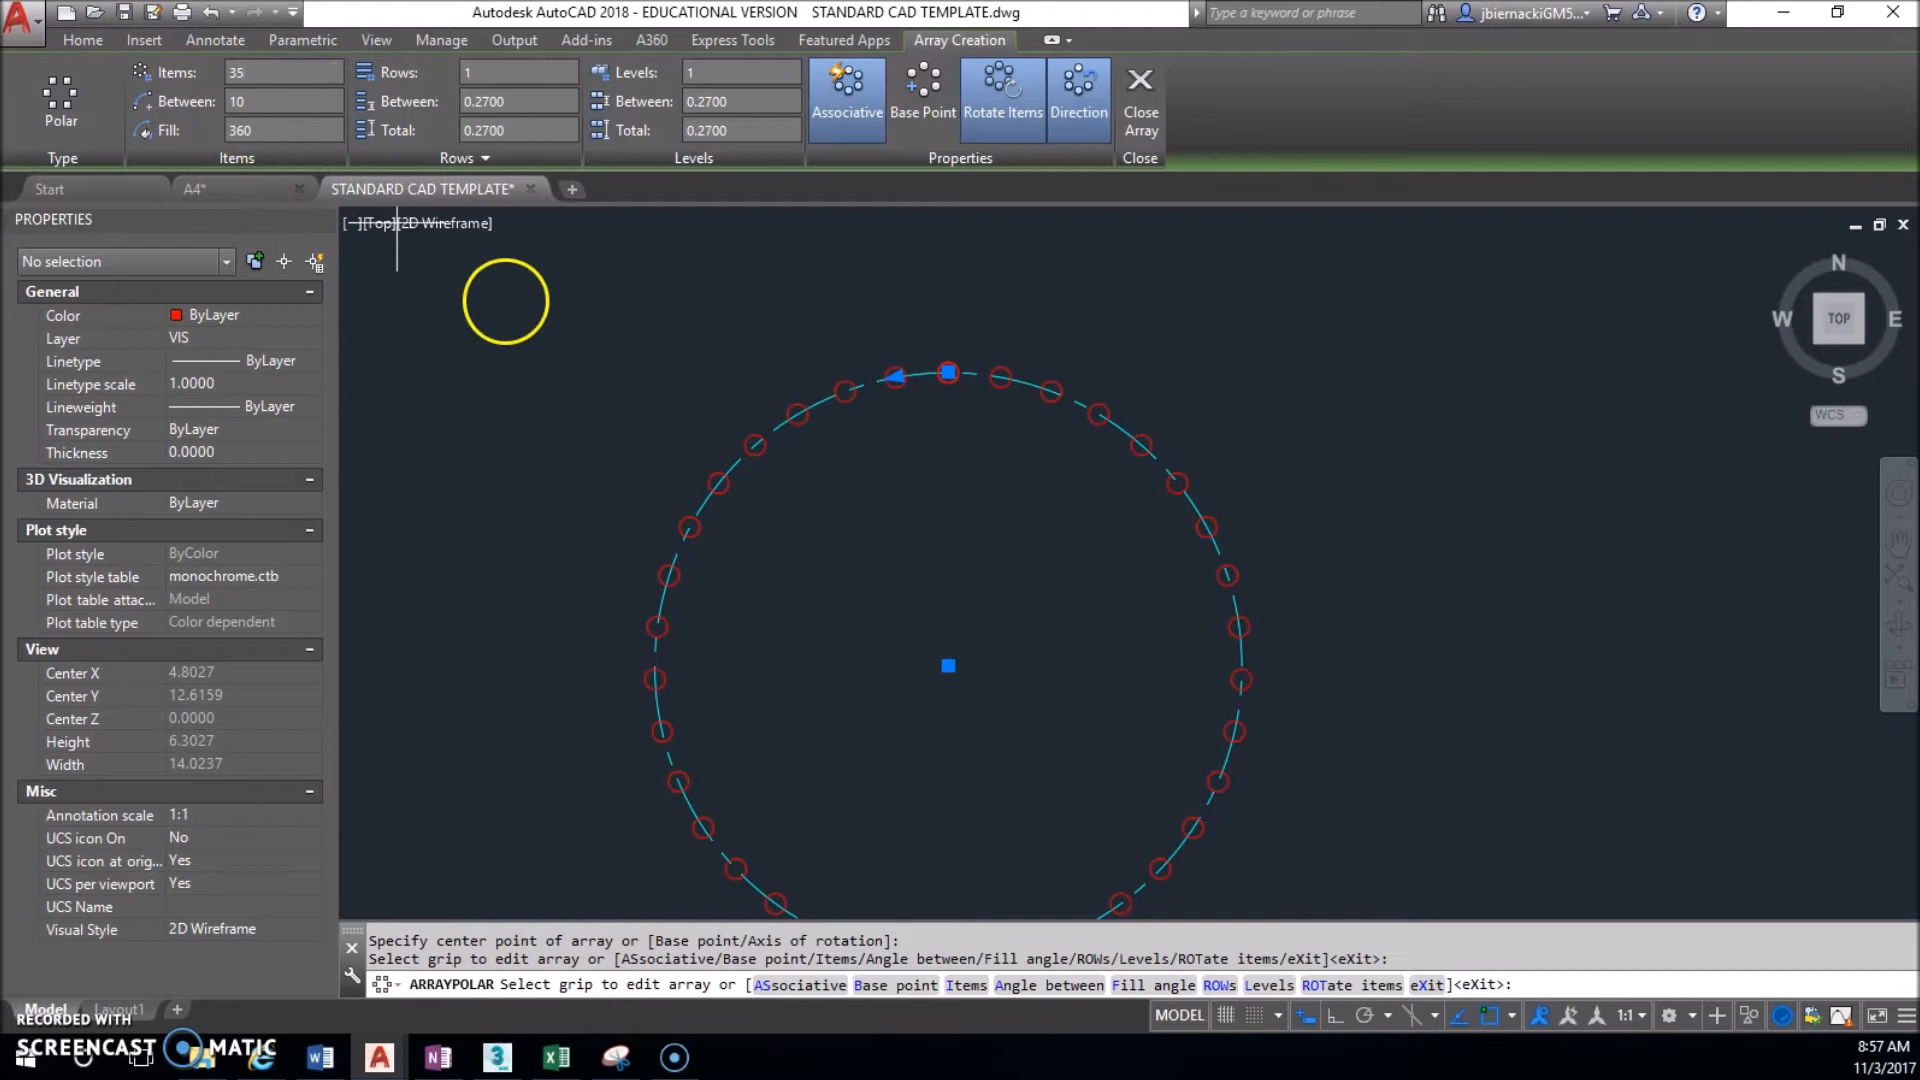 Autodesk AutoCAD 2018 - EDUCATIONAL VERSION STANDARD CAD TEMPLATE.dwg
Type a keyword or phrase
jbiernackiGM5...
Home Insert Annotate Parametric View Manage Output Add-ins A360 Express Tools Featured Apps Array Creation
Items: 35 Rows: 1 Levels: 1
Between: 10 Between: 0.2700 Between: 0.2700
Fill: 360 Total: 0.2700 Total: 0.2700
Polar
Associative Base Point Rotate Items Direction Close Array
Type Items Rows Levels Properties Close
Start A4* STANDARD CAD TEMPLATE*
PROPERTIES
[—][Top][2D Wireframe]
No selection
General
Color ByLayer
Layer VIS
Linetype ByLayer
Linetype scale 1.0000
Lineweight ByLayer
Transparency ByLayer
Thickness 0.0000
3D Visualization
Material ByLayer
Plot style
Plot style ByColor
Plot style table monochrome.ctb
Plot table attac... Model
Plot table type Color dependent
View
Center X 4.8027
Center Y 12.6159
Center Z 0.0000
Height 6.3027
Width 14.0237
Misc
Annotation scale 1:1
UCS icon On No
UCS icon at orig... Yes
UCS per viewport Yes
UCS Name
Visual Style 2D Wireframe
N
W TOP E
S
WCS
Specify center point of array or [Base point/Axis of rotation]:
Select grip to edit array or [ASsociative/Base point/Items/Angle between/Fill angle/ROWs/Levels/ROTate items/eXit]<eXit>:
ARRAYPOLAR Select grip to edit array or [ASsociative Base point Items Angle between Fill angle ROWs Levels ROTate items eXit]<eXit>:
Model Layout1 +
MODEL 1:1
RECORDED WITH
SCREENCAST MATIC
8:57 AM
11/3/2017